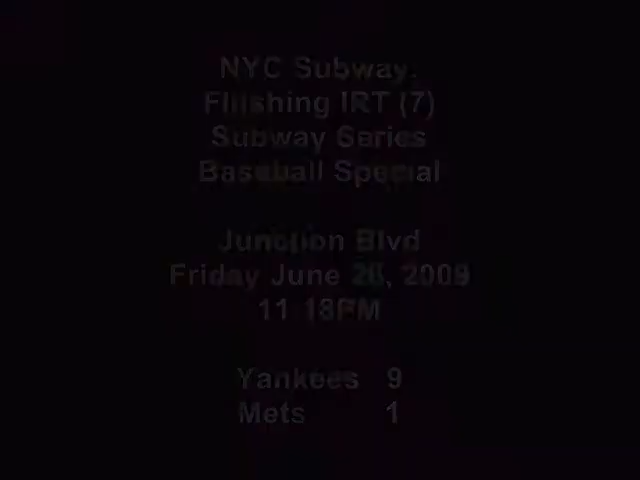 NYC Subway:
Flushing IRT (7)
Subway Series
Baseball Special
Junction Blvd
Friday June 26, 2009
11:18PM
Yankees 9
Mets 1